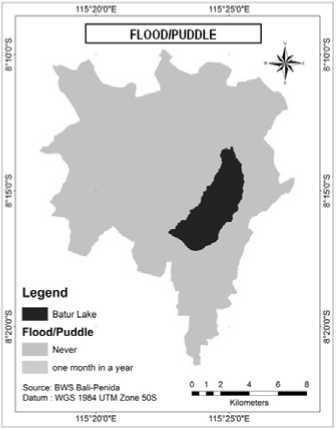 115°20'0"E 115°25'0"E
FLOOD/PUDDLE
8°10'0"S 8°10'0"S
8°15'0"S 8°15'0"S
8°20'0"S 8°20'0"S
Legend
Batur Lake
Flood/Puddle
Never
one month in a year
Source: BWS Bali-Penida
Datum : WGS 1984 UTM Zone 50S
0 1 2 4 6 8
Kilometers
115°20'0"E 115°25'0"E